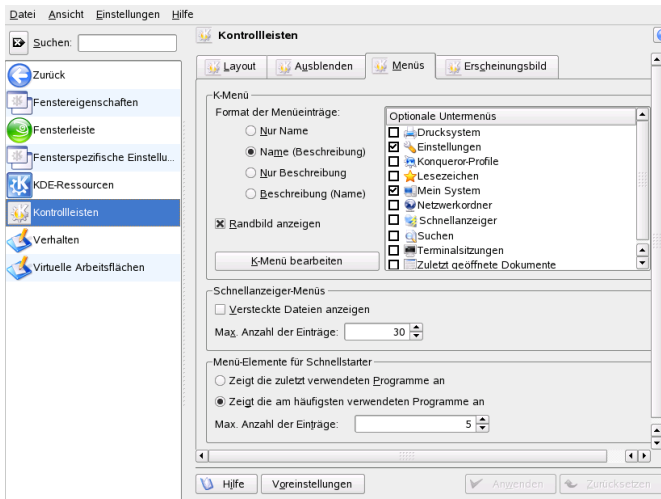 Datei Ansicht Einstellungen Hilfe
Suchen:
Kontrollleisten
Zurück
Fenstereigenschaften
Fensterleiste
Fensterspezifische Einstellu...
KDE-Ressourcen
Kontrollleisten
Verhalten
Virtuelle Arbeitsflächen
Layout Ausblenden Menüs Erscheinungsbild
K-Menü
Format der Menüeinträge:
Nur Name
Name (Beschreibung)
Nur Beschreibung
Beschreibung (Name)
Randbild anzeigen
K-Menü bearbeiten
Optionale Untermenüs
Drucksystem
Einstellungen
Konqueror-Profile
Lesezeichen
Mein System
Netzwerkordner
Schnellanzeiger
Suchen
Terminalsitzungen
Zuletzt geöffnete Dokumente
Schnellanzeiger-Menüs
Versteckte Dateien anzeigen
Max. Anzahl der Einträge: 30
Menü-Elemente für Schnellstarter
Zeigt die zuletzt verwendeten Programme an
Zeigt die am häufigsten verwendeten Programme an
Max. Anzahl der Einträge: 5
Hilfe Voreinstellungen Anwenden Zurücksetzen